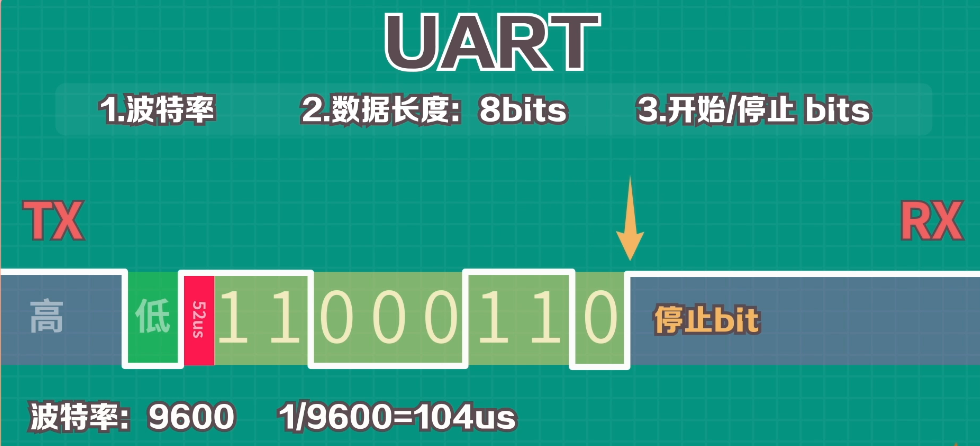 UART
1.波特率 2.数据长度：8bits 3.开始/停止 bits
TX RX
高 低 52us 1 1 0 0 0 1 1 0 停止bit
波特率：9600 1/9600=104us